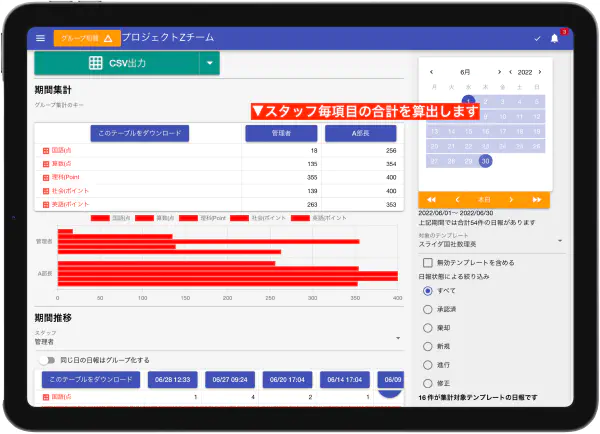 グループ切替
プロジェクトZチーム
3
CSV出力
期間集計
グループ集計のキー
▼スタッフ毎項目の合計を算出します
このテーブルをダウンロード 管理者 A部長
国語|点 18 256
算数|点 135 354
理科|Point 355 400
社会|ポイント 139 400
英語|ポイント 263 353
国語|点 算数|点 理科|Point 社会|ポイント 英語|ポイント
管理者
A部長
0 50 100 150 200 250 300 350 400
期間推移
スタッフ
管理者
同じ日の日報はグループ化する
このテーブルをダウンロード 06/28 12:33 06/27 09:24 06/20 17:04 06/14 17:04 06/09
国語|点 1 4 2 1
6月 2022
月 火 水 木 金 土 日
1 2 3 4 5
6 7 8 9 10 11 12
13 14 15 16 17 18 19
20 21 22 23 24 25 26
27 28 29 30
本日
2022/06/01〜 2022/06/30
上記期間では合計54件の日報があります
対象のテンプレート
スライダ国社数理英
無効テンプレートを含める
日報状態による絞り込み
すべて
承認済
棄却
新規
進行
修正
16 件が集計対象テンプレートの日報です